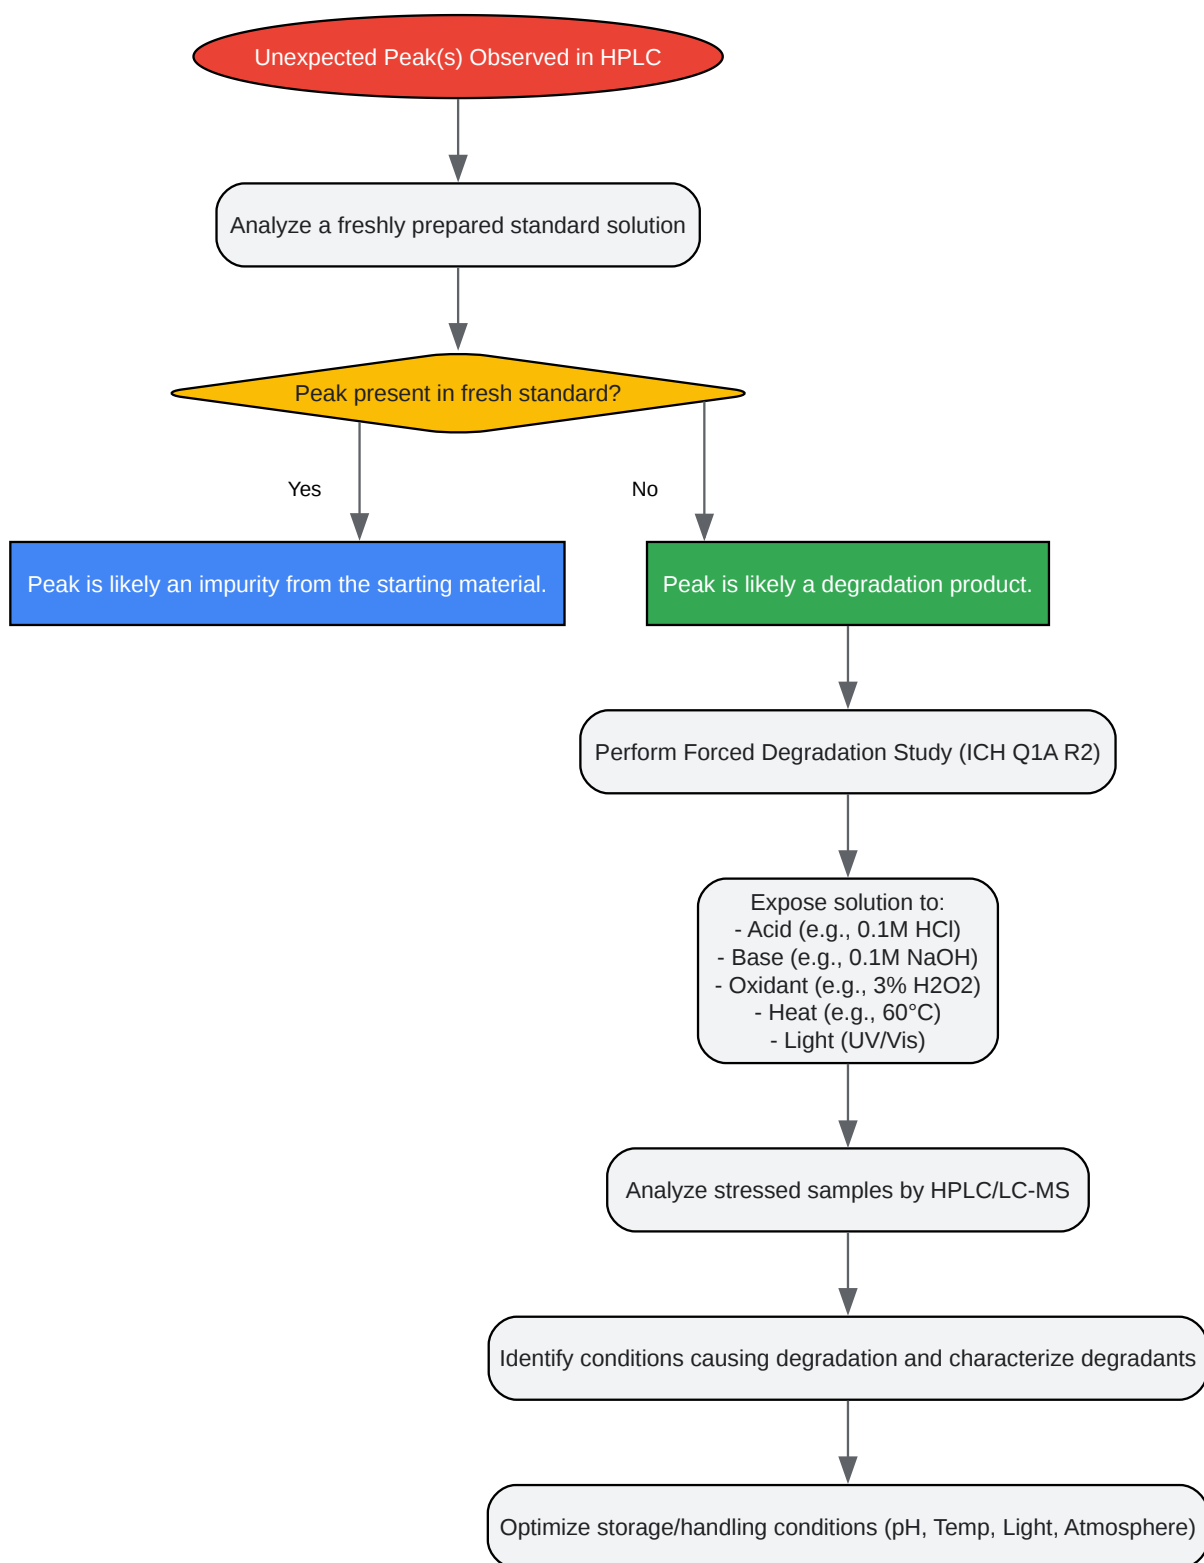 Unexpected Peak(s) Observed in HPLC
Analyze a freshly prepared standard solution
Peak present in fresh standard?
Yes
No
Peak is likely an impurity from the starting material.
Peak is likely a degradation product.
Perform Forced Degradation Study (ICH Q1A R2)
Expose solution to:
- Acid (e.g., 0.1M HCl)
- Base (e.g., 0.1M NaOH)
- Oxidant (e.g., 3% H2O2)
- Heat (e.g., 60°C)
- Light (UV/Vis)
Analyze stressed samples by HPLC/LC-MS
Identify conditions causing degradation and characterize degradants
Optimize storage/handling conditions (pH, Temp, Light, Atmosphere)